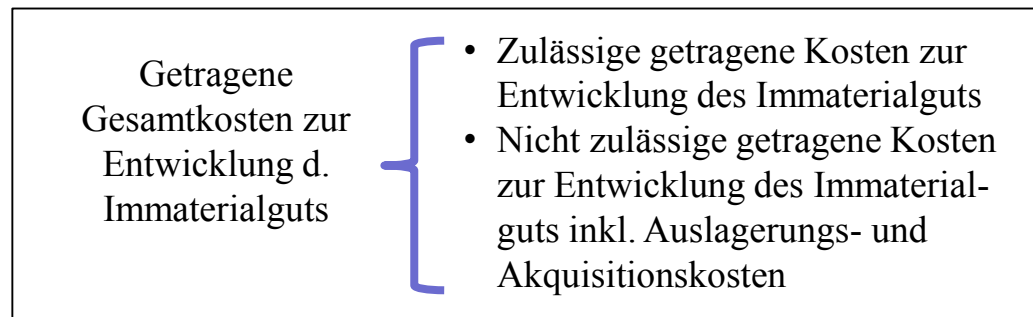 Getragene
Gesamtkosten zur
Entwicklung d.
Immaterialguts
• Zulässige getragene Kosten zur
Entwicklung des Immaterialguts
• Nicht zulässige getragene Kosten
zur Entwicklung des Immaterial-
guts inkl. Auslagerungs- und
Akquisitionskosten